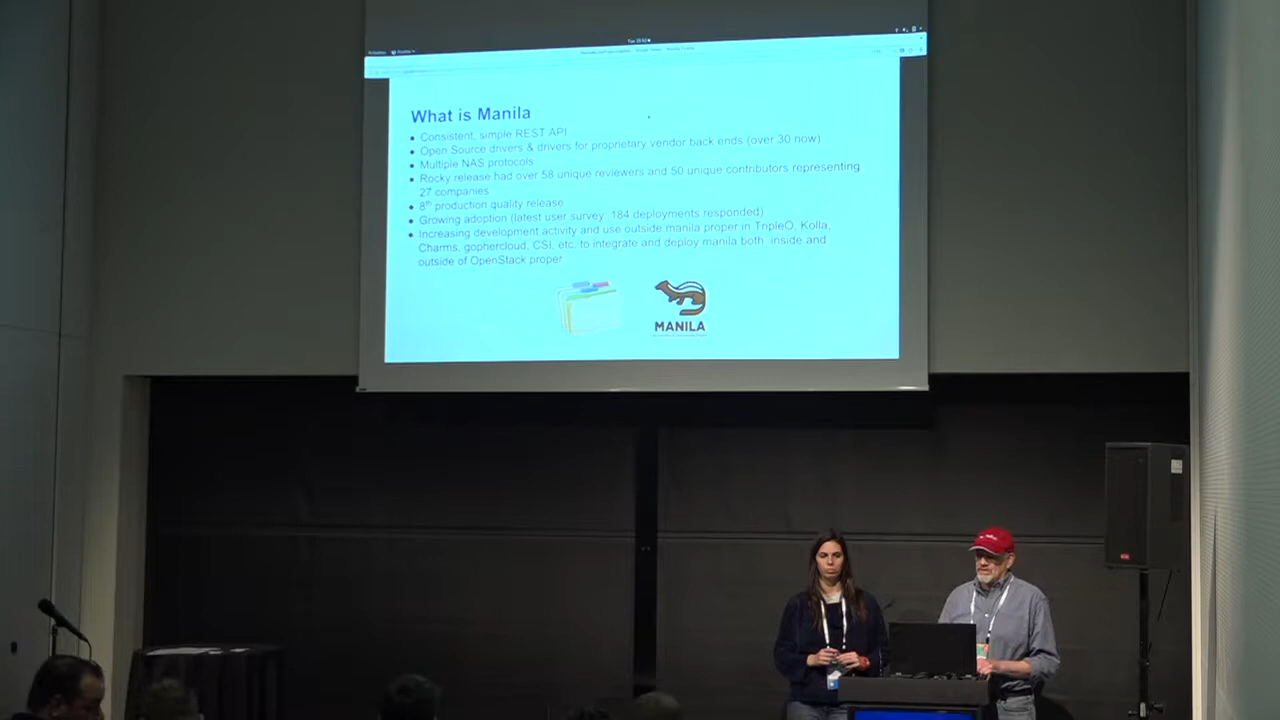 What is Manila
Consistent, simple REST API
Open Source drivers & drivers for proprietary vendor back ends (over 30 now)
Multiple NAS protocols
Rocky release had over 58 unique reviewers and 50 unique contributors representing
27 companies
8th production quality release
Growing adoption (latest user survey: 184 deployments responded)
Increasing development activity and use outside manila proper in TripleO, Kolla,
Charms, gophercloud, CSI, etc. to integrate and deploy manila both inside and
outside of OpenStack proper
MANILA